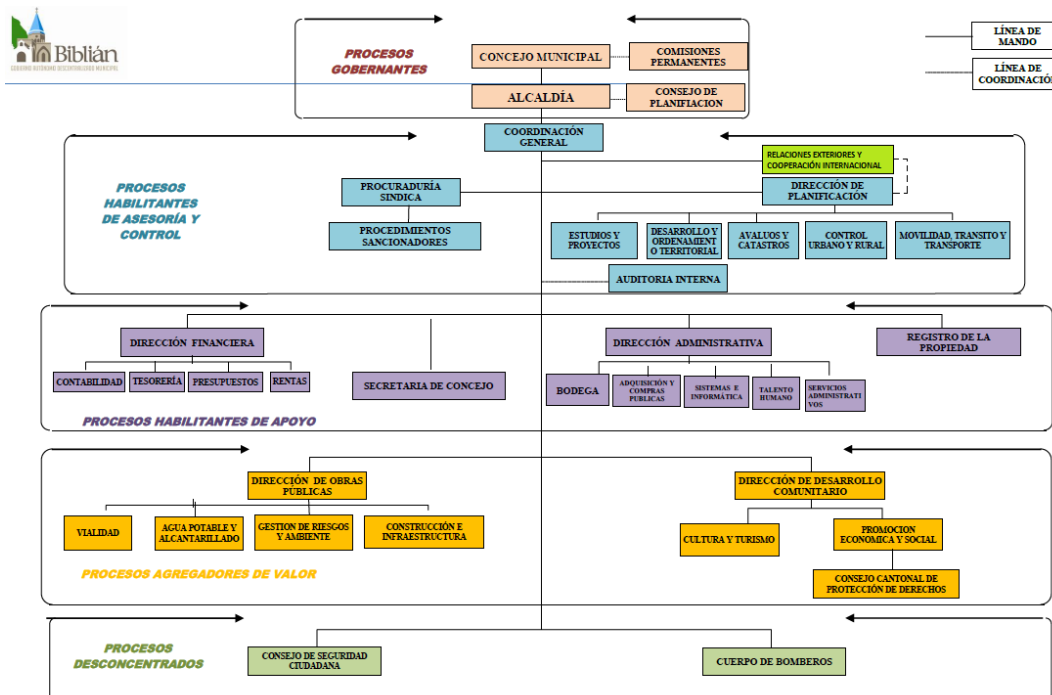 Biblián
GOBIERNO AUTÓNOMO DESCENTRALIZADO MUNICIPAL
PROCESOS
GOBERNANTES
CONCEJO MUNICIPAL
COMISIONES
PERMANENTES
ALCALDÍA
CONSEJO DE
PLANIFIACION
LÍNEA DE
MANDO
LÍNEA DE
COORDINACIÓN
COORDINACIÓN
GENERAL
RELACIONES EXTERIORES Y
COOPERACIÓN INTERNACIONAL
PROCESOS
HABILITANTES
DE ASESORÍA Y
CONTROL
PROCURADURÍA
SINDICA
DIRECCIÓN DE
PLANIFICACIÓN
PROCEDIMIENTOS
SANCIONADORES
ESTUDIOS Y
PROYECTOS
DESARROLLO Y
ORDENAMIENT
O TERRITORIAL
AVALUOS Y
CATASTROS
CONTROL
URBANO Y RURAL
MOVILIDAD, TRANSITO Y
TRANSPORTE
AUDITORIA INTERNA
DIRECCIÓN FINANCIERA
DIRECCIÓN ADMINISTRATIVA
REGISTRO DE LA
PROPIEDAD
CONTABILIDAD
TESORERÍA
PRESUPUESTOS
RENTAS
SECRETARIA DE CONCEJO
BODEGA
ADQUISICIÓN Y
COMPRAS
PUBLICAS
SISTEMAS E
INFORMÁTICA
TALENTO
HUMANO
SERVICIOS
ADMINISTRATI
VOS
PROCESOS HABILITANTES DE APOYO
DIRECCIÓN DE OBRAS
PÚBLICAS
DIRECCIÓN DE DESARROLLO
COMUNITARIO
VIALIDAD
AGUA POTABLE Y
ALCANTARILLADO
GESTION DE RIESGOS
Y AMBIENTE
CONSTRUCCIÓN E
INFRAESTRUCTURA
CULTURA Y TURISMO
PROMOCION
ECONOMICA Y SOCIAL
PROCESOS AGREGADORES DE VALOR
CONSEJO CANTONAL DE
PROTECCIÓN DE DERECHOS
PROCESOS
DESCONCENTRADOS
CONSEJO DE SEGURIDAD
CIUDADANA
CUERPO DE BOMBEROS